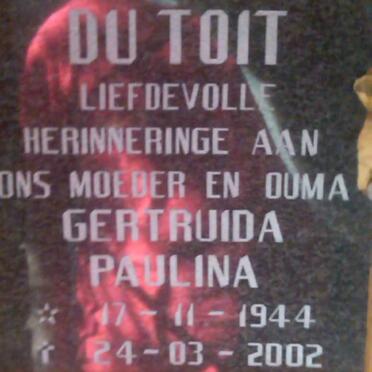 DU TOIT
LIEFDEVOLLE
HERINNERINGE AAN
ONS MOEDER EN OUMA
GERTRUIDA
PAULINA
☆ 17-11-1944
✝ 24-03-2002